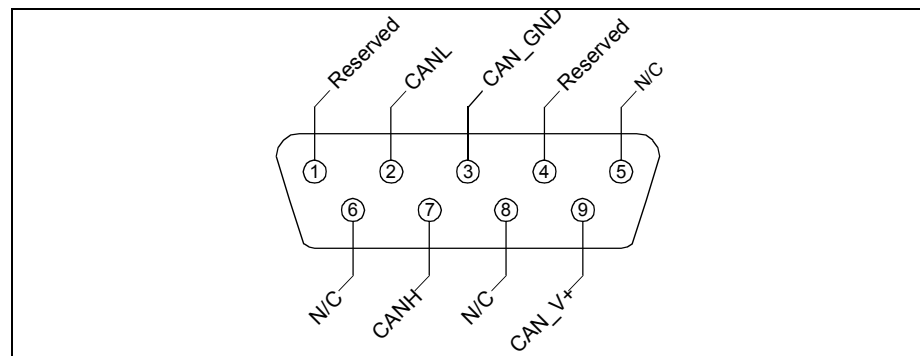 Reserved
CANL
CAN_GND
Reserved
N/C
1
2
3
4
5
6
7
8
9
N/C
CANH
N/C
CAN_V+